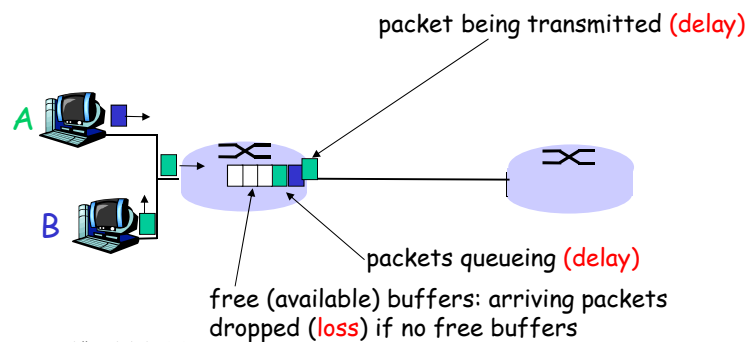 packet being transmitted (delay)
A
B
packets queueing (delay)
free (available) buffers: arriving packets
dropped (loss) if no free buffers